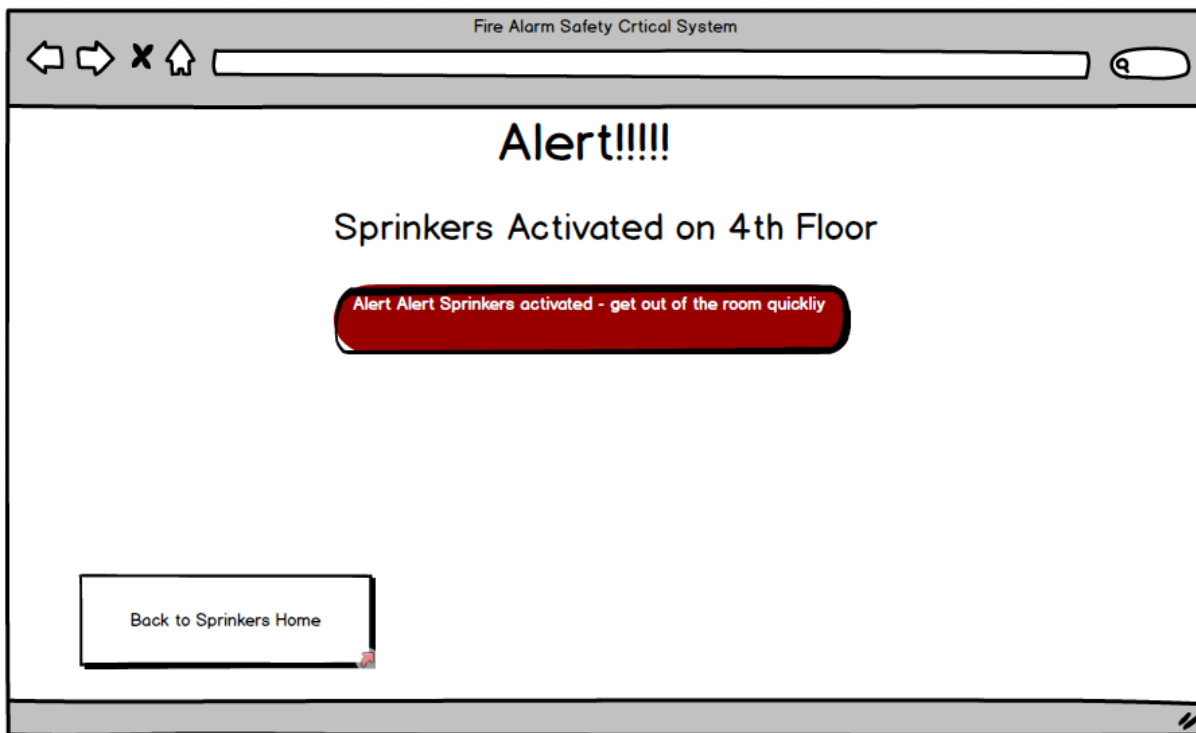 Fire Alarm Safety Crtical System
Alert!!!!!
Sprinkers Activated on 4th Floor
Alert Alert Sprinkers activated - get out of the room quickliy
Back to Sprinkers Home